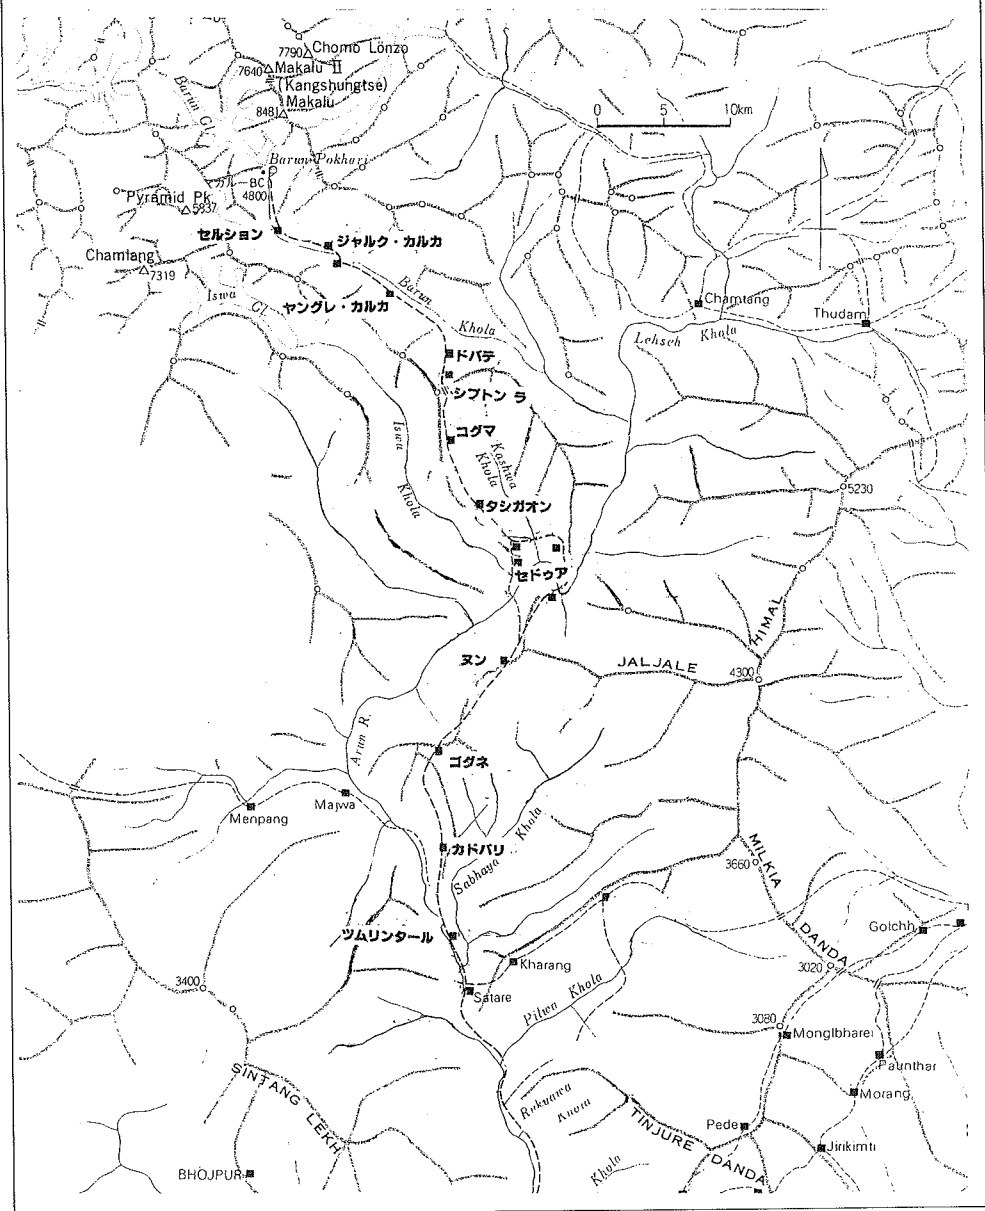 7790 Chomo Lönzo
7640 Makalu II
(Kangshungtse)
Makalu
8481
Barun Gl.
0 5 10km
Barun Pokhari
カルーBC
4800
Pyramid Pk
5937
セルション
ジャルク・カルカ
Chamlang
7319
Iswa
Gl.
ヤングレ・カルカ
Barun
Khola
Chamtang
Thudam
Lehseh Khola
ドバテ
シプトン ラ
コグマ
Iswa
Khola
Kashwa
Khola
5230
タシガオン
セドゥア
HIMAL
ヌン
JALJALE
4300
Arun R.
ゴグネ
Menpang
Majwa
Khola
カドバリ
Sabhaya
3660
MILKIA
DANDA
Golchh
ツムリンタール
3020
Kharang
3400
Satare
Pilwa Khola
3080
Monglbharei
Paunthar
SINTANG LEKH
Rukuawa
Khola
Morang
TINJURE DANDA
Pede
Jirikimti
Khola
BHOJPUR